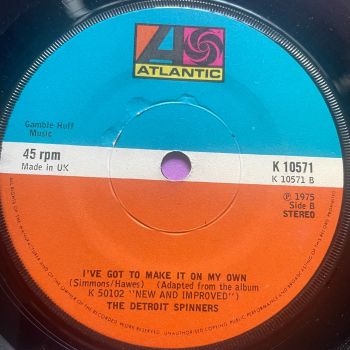 ATLANTIC
Gamble Huff
Music
45 rpm
Made in UK
K 10571
K 10571 B
℗ 1975
Side B
STEREO
I'VE GOT TO MAKE IT ON MY OWN
(Simmons/Hawes) (Adapted from the album
K 50102 "NEW AND IMPROVED")
THE DETROIT SPINNERS